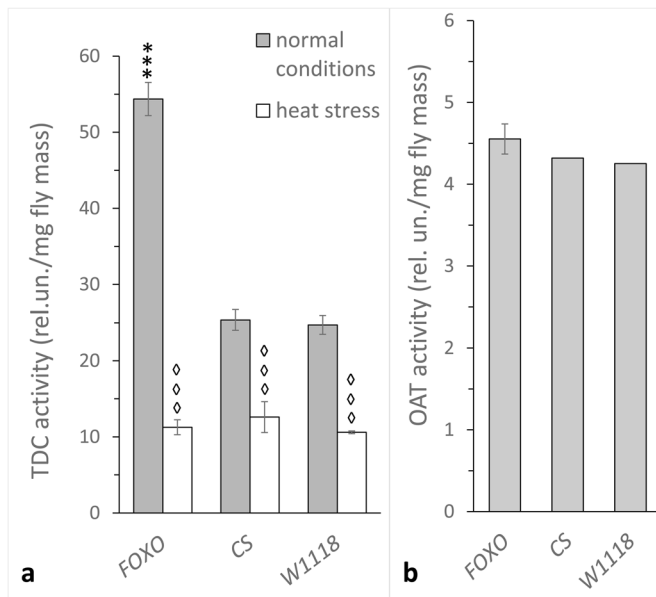 TDC activity (rel.un./mg fly mass)
60
50
40
30
20
10
0
***
◊◊◊
◊◊◊
◊◊◊
normal
conditions
heat stress
FOXO
CS
W1118
a
OAT activity (rel. un./mg fly mass)
6
5
4
3
2
1
0
FOXO
CS
W1118
b